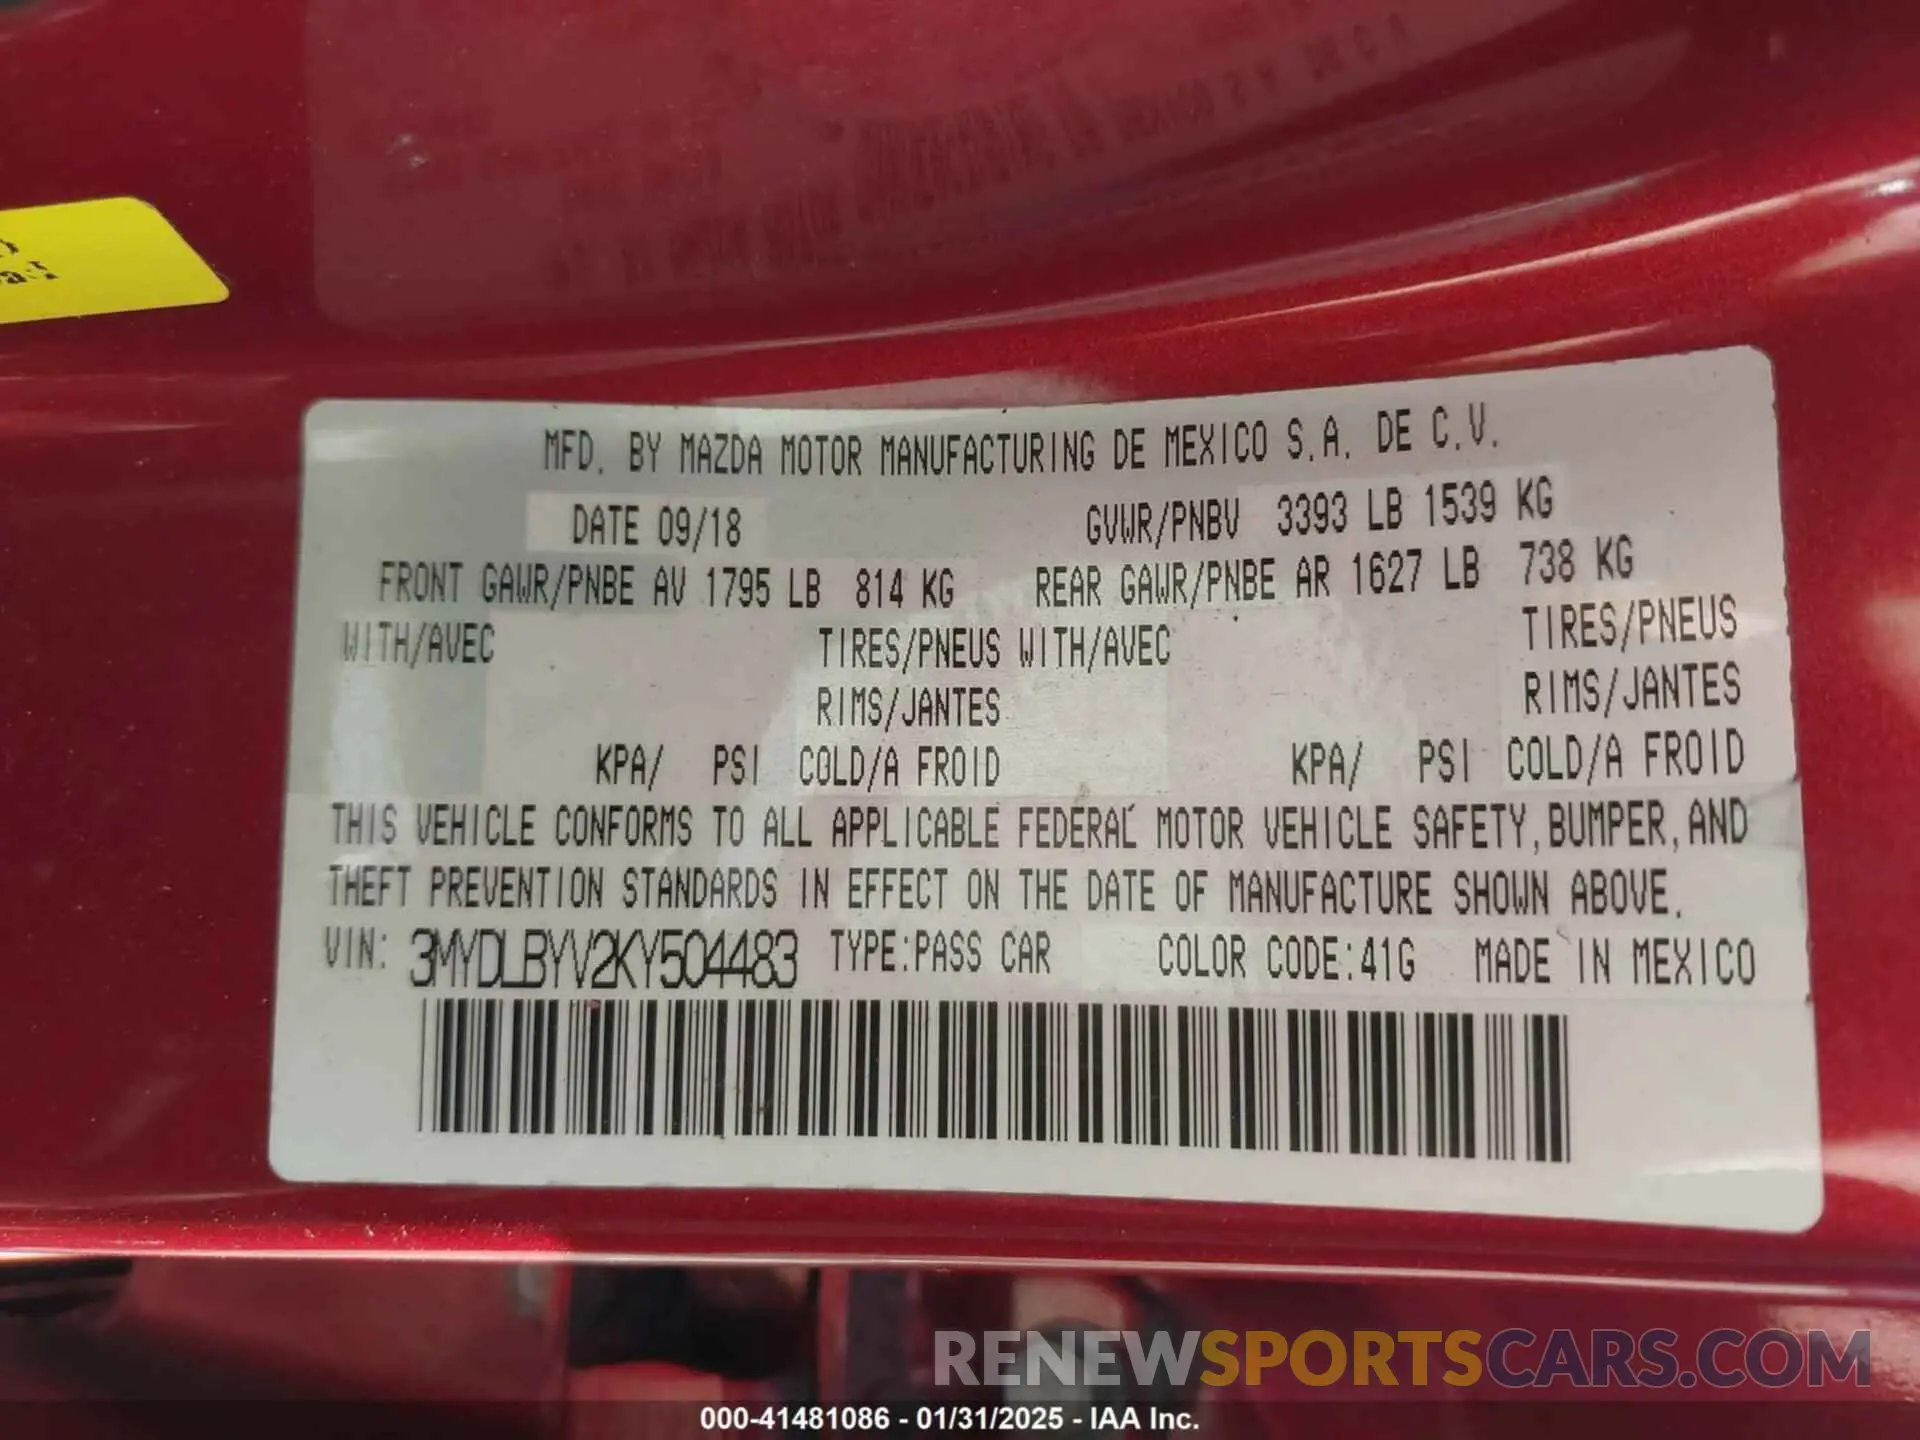 MFD. BY MAZDA MOTOR MANUFACTURING DE MEXICO S.A. DE C.V.
DATE 09/18 GVWR/PNBV 3393 LB 1539 KG
FRONT GAWR/PNBE AV 1795 LB 814 KG REAR GAWR/PNBE AR 1627 LB 738 KG
WITH/AVEC TIRES/PNEUS WITH/AVEC TIRES/PNEUS
RIMS/JANTES RIMS/JANTES
KPA/ PSI COLD/A FROID KPA/ PSI COLD/A FROID
THIS VEHICLE CONFORMS TO ALL APPLICABLE FEDERAL MOTOR VEHICLE SAFETY,BUMPER,AND
THEFT PREVENTION STANDARDS IN EFFECT ON THE DATE OF MANUFACTURE SHOWN ABOVE.
VIN: 3MYDLBYV2KY504483 TYPE:PASS CAR COLOR CODE:41G MADE IN MEXICO
RENEWSPORTSCARS.COM
000-41481086 - 01/31/2025 - IAA Inc.